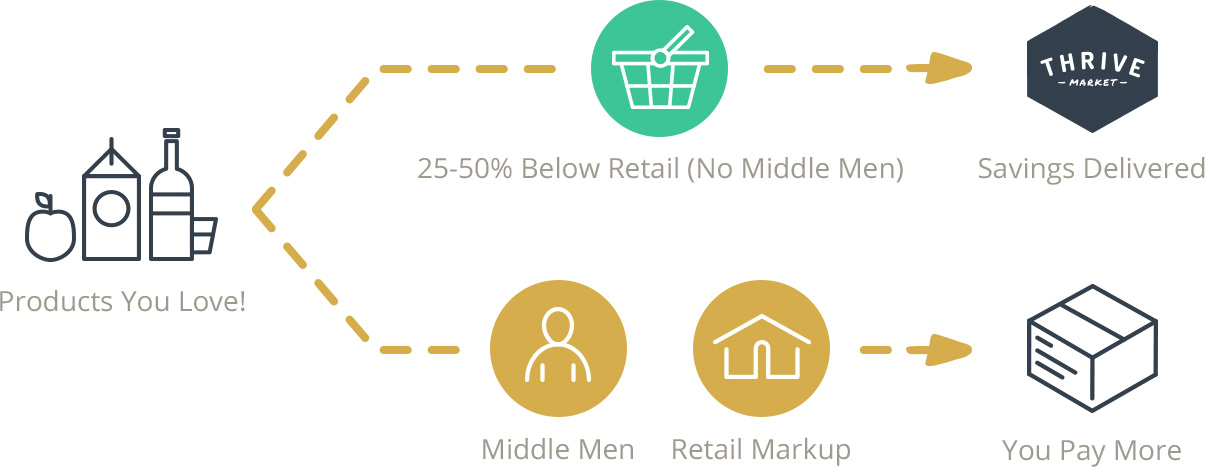 THRIVE
– MARKET –
25-50% Below Retail (No Middle Men)
Savings Delivered
Products You Love!
Middle Men
Retail Markup
You Pay More